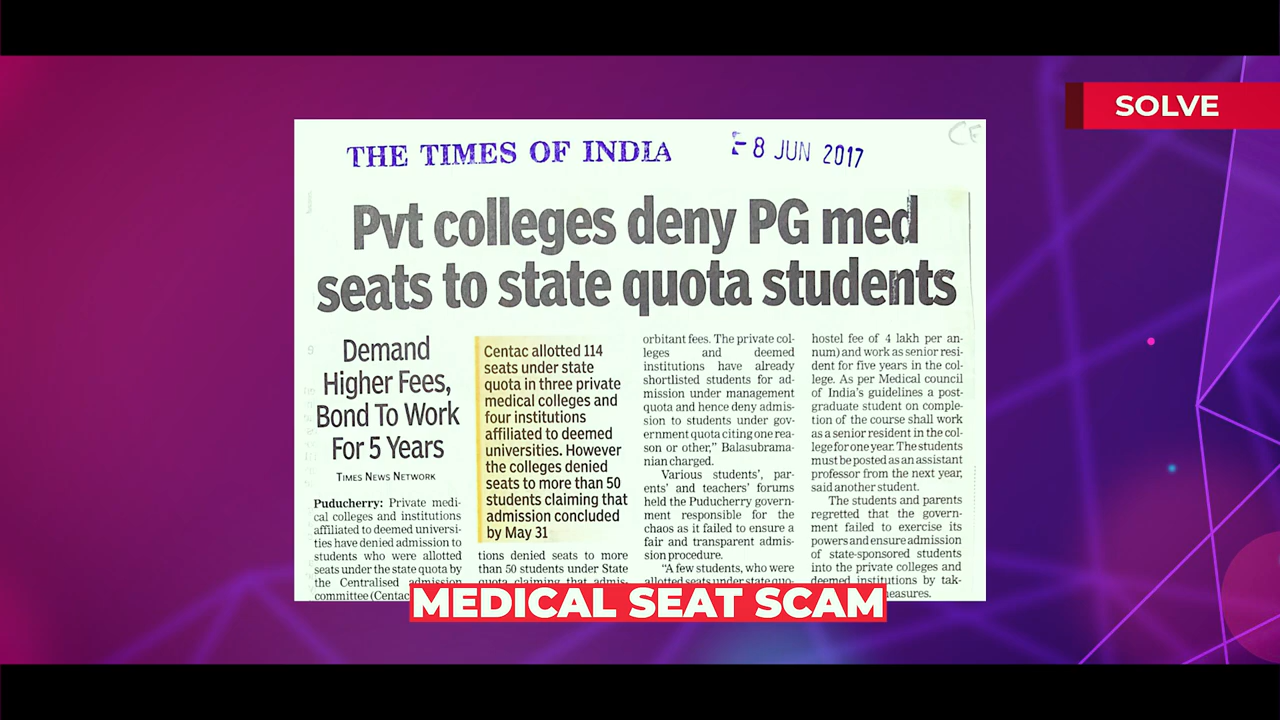 SOLVE
CF
THE TIMES OF INDIA
8 JUN 2017
Pvt colleges deny PG med
seats to state quota students
Demand
Higher Fees,
Bond To Work
For 5 Years
TIMES NEWS NETWORK
Puducherry: Private medi-
cal colleges and institutions
affiliated to deemed universi-
ties have denied admission to
students who were allotted
seats under the state quota by
the Centralised admission
committee (Centac
Centac allotted 114
seats under state
quota in three private
medical colleges and
four institutions
affiliated to deemed
universities. However
the colleges denied
seats to more than 50
students claiming that
admission concluded
by May 31
tions denied seats to more
than 50 students under State
quota claiming that admis-
orbitant fees. The private col-
leges and deemed
institutions have already
shortlisted students for ad-
mission under management
quota and hence deny admis-
sion to students under gov-
ernment quota citing one rea-
son or other,” Balasubrama-
nian charged.
Various students’, par-
ents’ and teachers’ forums
held the Puducherry govern-
ment responsible for the
chaos as it failed to ensure a
fair and transparent admis-
sion procedure.
“A few students, who were
allotted seats under state quo-
hostel fee of 4 lakh per an-
num) and work as senior resi-
dent for five years in the col-
lege. As per Medical council
of India’s guidelines a post-
graduate student on comple-
tion of the course shall work
as a senior resident in the col-
lege for one year. The students
must be posted as an assistant
professor from the next year,
said another student.
The students and parents
regretted that the govern-
ment failed to exercise its
powers and ensure admission
of state-sponsored students
into the private colleges and
deemed institutions by tak-
measures.
MEDICAL SEAT SCAM